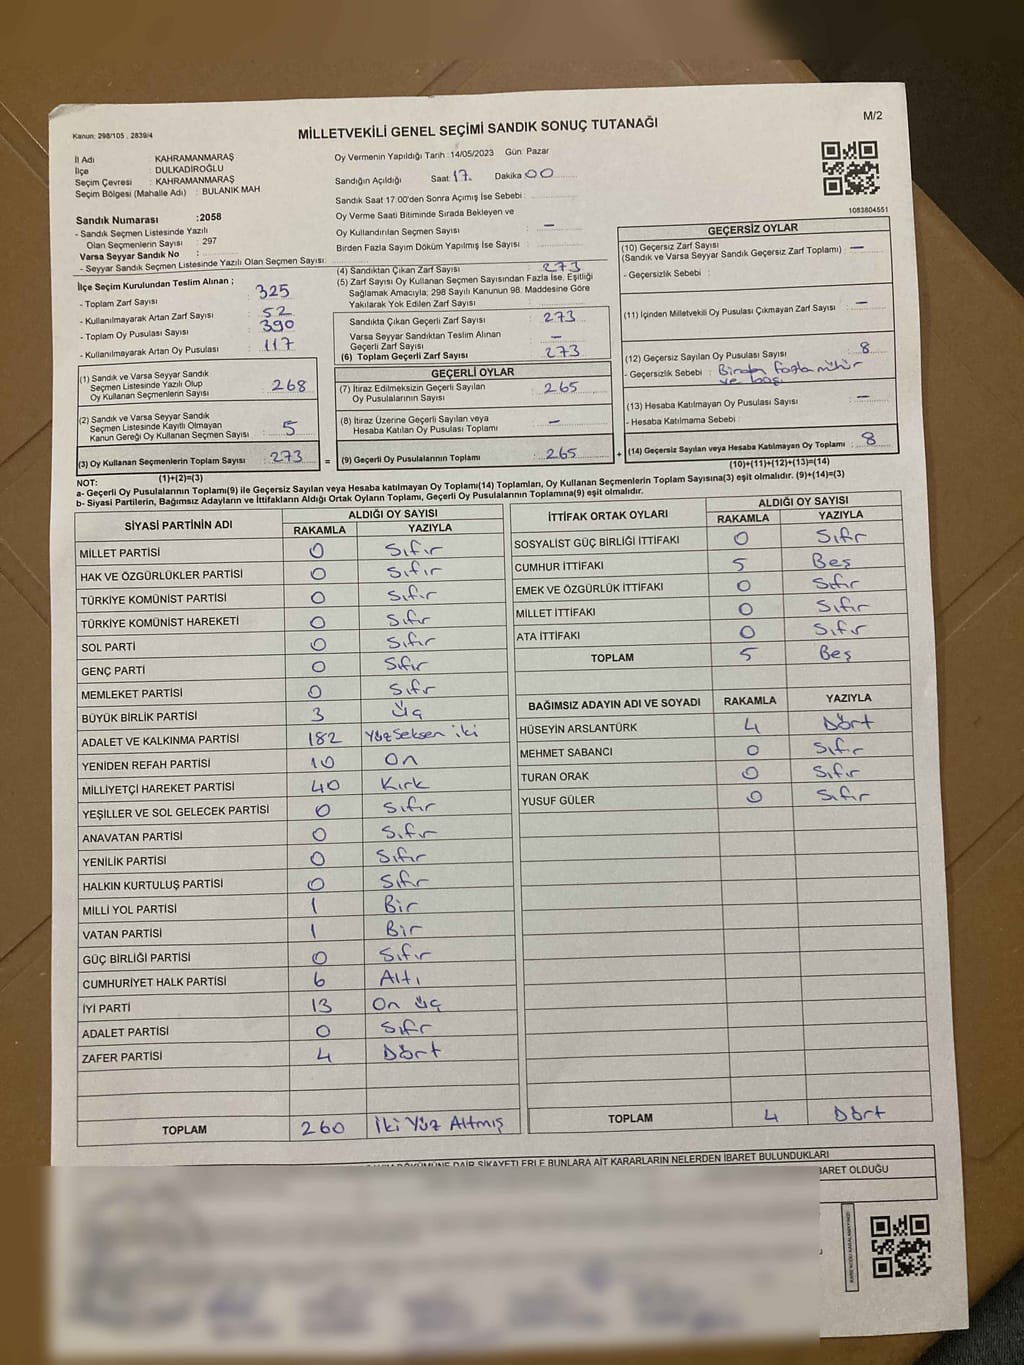 Kanun: 298/105 , 2839/4
M/2
MİLLETVEKİLİ GENEL SEÇİMİ SANDIK SONUÇ TUTANAĞI
İl Adı : KAHRAMANMARAŞ
İlçe : DULKADİROĞLU
Seçim Çevresi : KAHRAMANMARAŞ
Seçim Bölgesi (Mahalle Adı) : BULANIK MAH.
Sandık Numarası :2058
- Sandık Seçmen Listesinde Yazılı
Olan Seçmenlerin Sayısı : 297
Varsa Seyyar Sandık No :
- Seyyar Sandık Seçmen Listesinde Yazılı Olan Seçmen Sayısı:
Oy Vermenin Yapıldığı Tarih :14/05/2023 Gün: Pazar
Sandığın Açıldığı Saat: 17. Dakika 00
Sandık Saat 17:00'den Sonra Açımış İse Sebebi :
Oy Verme Saati Bitiminde Sırada Bekleyen ve
Oy Kullandırılan Seçmen Sayısı : —
Birden Fazla Sayım Döküm Yapılmış İse Sayısı :
1083804551
İlçe Seçim Kurulundan Teslim Alınan ;
- Toplam Zarf Sayısı : 325
- Kullanılmayarak Artan Zarf Sayısı : 52
- Toplam Oy Pusulası Sayısı : 390
- Kullanılmayarak Artan Oy Pusulası : 117
(4) Sandıktan Çıkan Zarf Sayısı : 273
(5) Zarf Sayısı Oy Kullanan Seçmen Sayısından Fazla İse, Eşitliği
Sağlamak Amacıyla; 298 Sayılı Kanunun 98. Maddesine Göre
Yakılarak Yok Edilen Zarf Sayısı :
Sandıkta Çıkan Geçerli Zarf Sayısı : 273
Varsa Seyyar Sandıktan Teslim Alınan
Geçerli Zarf Sayısı : —
(6) Toplam Geçerli Zarf Sayısı : 273
GEÇERSİZ OYLAR
(10) Geçersiz Zarf Sayısı : —
(Sandık ve Varsa Seyyar Sandık Geçersiz Zarf Toplamı)
- Geçersizlik Sebebi :
(11) İçinden Milletvekili Oy Pusulası Çıkmayan Zarf Sayısı : —
(12) Geçersiz Sayılan Oy Pusulası Sayısı : 8
- Geçersizlik Sebebi : Birden fazla mühür
ve boş
(13) Hesaba Katılmayan Oy Pusulası Sayısı : —
- Hesaba Katılmama Sebebi :
(14) Geçersiz Sayılan veya Hesaba Katılmayan Oy Toplamı : 8
(1) Sandık ve Varsa Seyyar Sandık
Seçmen Listesinde Yazılı Olup
Oy Kullanan Seçmenlerin Sayısı : 268
(2) Sandık ve Varsa Seyyar Sandık
Seçmen Listesinde Kayıtlı Olmayan
Kanun Gereği Oy Kullanan Seçmen Sayısı : 5
(3) Oy Kullanan Seçmenlerin Toplam Sayısı : 273
GEÇERLİ OYLAR
(7) İtiraz Edilmeksizin Geçerli Sayılan
Oy Pusulalarının Sayısı : 265
(8) İtiraz Üzerine Geçerli Sayılan veya
Hesaba Katılan Oy Pusulası Toplamı : —
= (9) Geçerli Oy Pusulalarının Toplamı : 265 +
NOT: (1)+(2)=(3)
(10)+(11)+(12)+(13)=(14)
a- Geçerli Oy Pusulalarının Toplamı(9) ile Geçersiz Sayılan veya Hesaba katılmayan Oy Toplamı(14) Toplamları, Oy Kullanan Seçmenlerin Toplam Sayısına(3) eşit olmalıdır. (9)+(14)=(3)
b- Siyasi Partilerin, Bağımsız Adayların ve İttifakların Aldığı Ortak Oyların Toplamı, Geçerli Oy Pusulalarının Toplamına(9) eşit olmalıdır.
SİYASİ PARTİNİN ADI ALDIĞI OY SAYISI
RAKAMLA YAZIYLA
MİLLET PARTİSİ 0 Sıfır
HAK VE ÖZGÜRLÜKLER PARTİSİ 0 Sıfır
TÜRKİYE KOMÜNİST PARTİSİ 0 Sıfır
TÜRKİYE KOMÜNİST HAREKETİ 0 Sıfır
SOL PARTİ 0 Sıfır
GENÇ PARTİ 0 Sıfır
MEMLEKET PARTİSİ 0 Sıfır
BÜYÜK BİRLİK PARTİSİ 3 Üç
ADALET VE KALKINMA PARTİSİ 182 Yüz Seksen iki
YENİDEN REFAH PARTİSİ 10 On
MİLLİYETÇİ HAREKET PARTİSİ 40 Kırk
YEŞİLLER VE SOL GELECEK PARTİSİ 0 Sıfır
ANAVATAN PARTİSİ 0 Sıfır
YENİLİK PARTİSİ 0 Sıfır
HALKIN KURTULUŞ PARTİSİ 0 Sıfır
MİLLİ YOL PARTİSİ 1 Bir
VATAN PARTİSİ 1 Bir
GÜÇ BİRLİĞİ PARTİSİ 0 Sıfır
CUMHURİYET HALK PARTİSİ 6 Altı
İYİ PARTİ 13 On üç
ADALET PARTİSİ 0 Sıfır
ZAFER PARTİSİ 4 Dört
TOPLAM 260 İki Yüz Altmış
İTTİFAK ORTAK OYLARI ALDIĞI OY SAYISI
RAKAMLA YAZIYLA
SOSYALİST GÜÇ BİRLİĞİ İTTİFAKI 0 Sıfır
CUMHUR İTTİFAKI 5 Beş
EMEK VE ÖZGÜRLÜK İTTİFAKI 0 Sıfır
MİLLET İTTİFAKI 0 Sıfır
ATA İTTİFAKI 0 Sıfır
TOPLAM 5 Beş
BAĞIMSIZ ADAYIN ADI VE SOYADI RAKAMLA YAZIYLA
HÜSEYİN ARSLANTÜRK 4 Dört
MEHMET SABANCI 0 Sıfır
TURAN ORAK 0 Sıfır
YUSUF GÜLER 0 Sıfır
TOPLAM 4 Dört
DÖKÜMÜNE DAİR ŞİKAYETLERLE BUNLARA AİT KARARLARIN NELERDEN İBARET BULUNDUKLARI
İBARET OLDUĞU
KAREKODU KARALAMAYINIZ!